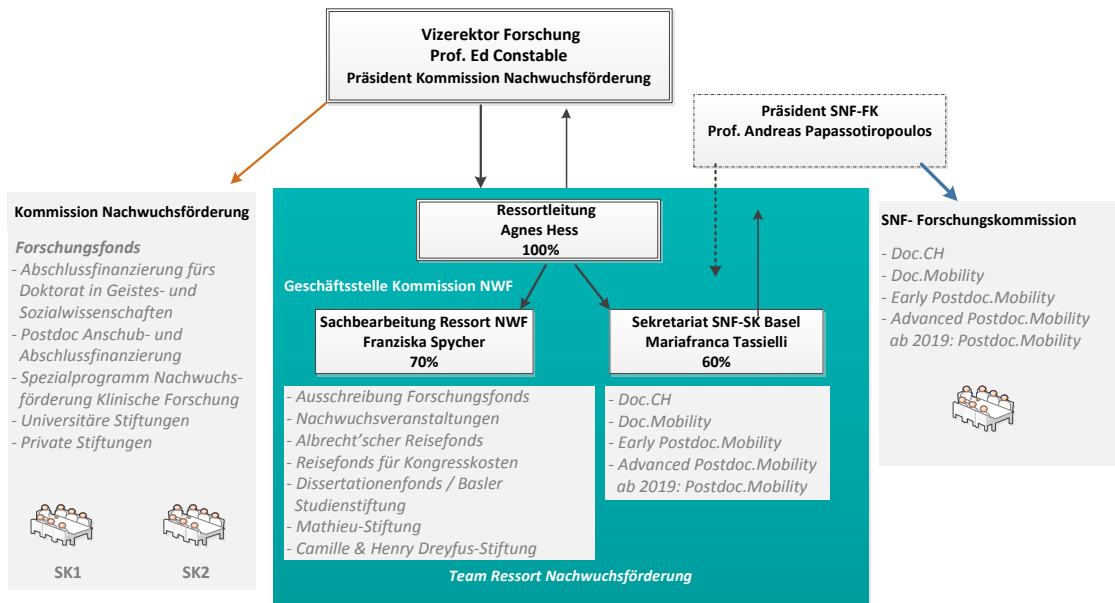 Vizerektor Forschung
Prof. Ed Constable
Präsident Kommission Nachwuchsförderung
Präsident SNF-FK
Prof. Andreas Papassotiropoulos
Kommission Nachwuchsförderung
Forschungsfonds
- Abschlussfinanzierung fürs
Doktorat in Geistes- und
Sozialwissenschaften
- Postdoc Anschub- und
Abschlussfinanzierung
- Spezialprogramm Nachwuchs-
förderung Klinische Forschung
- Universitäre Stiftungen
- Private Stiftungen
SK1
SK2
Ressortleitung
Agnes Hess
100%
Geschäftsstelle Kommission NWF
Sachbearbeitung Ressort NWF
Franziska Spycher
70%
- Ausschreibung Forschungsfonds
- Nachwuchsveranstaltungen
- Albrecht’scher Reisefonds
- Reisefonds für Kongresskosten
- Dissertationenfonds / Basler
Studienstiftung
- Mathieu-Stiftung
- Camille & Henry Dreyfus-Stiftung
Sekretariat SNF-SK Basel
Mariafranca Tassielli
60%
- Doc.CH
- Doc.Mobility
- Early Postdoc.Mobility
- Advanced Postdoc.Mobility
ab 2019: Postdoc.Mobility
Team Ressort Nachwuchsförderung
SNF- Forschungskommission
- Doc.CH
- Doc.Mobility
- Early Postdoc.Mobility
- Advanced Postdoc.Mobility
ab 2019: Postdoc.Mobility